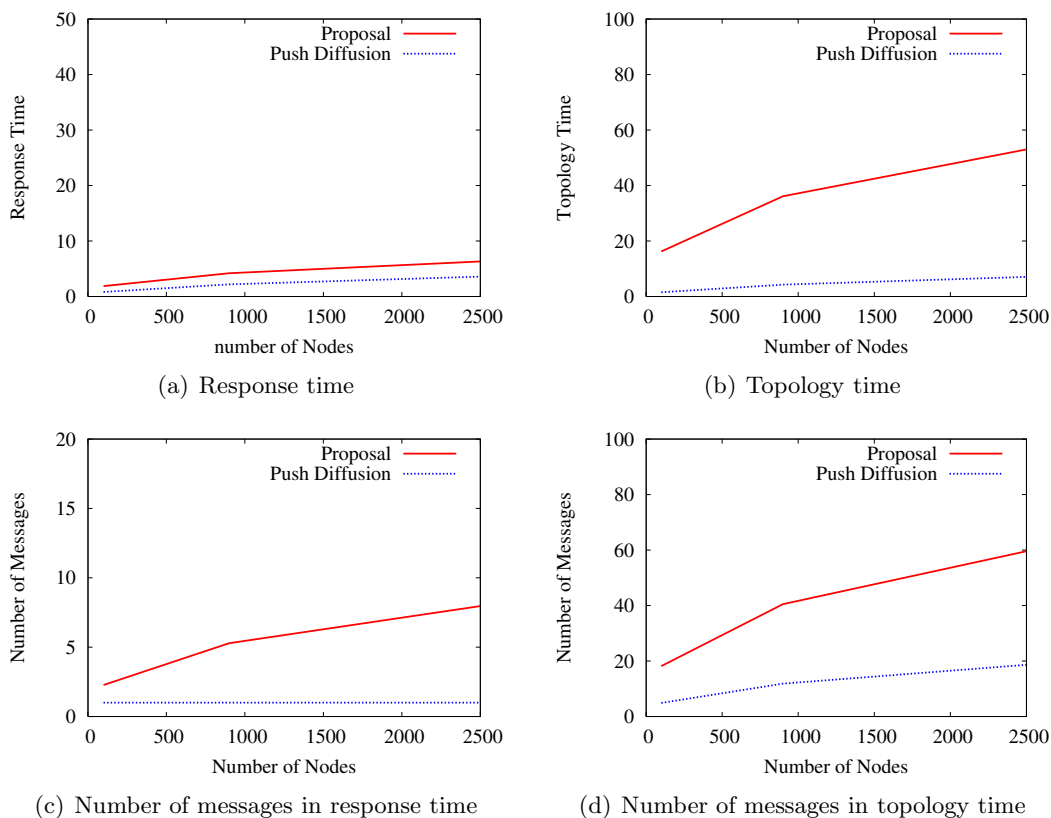 50
40
30
20
10
0
Response Time
Proposal
Push Diffusion
0 500 1000 1500 2000 2500
number of Nodes
(a) Response time
100
80
60
40
20
0
Topology Time
Proposal
Push Diffusion
0 500 1000 1500 2000 2500
Number of Nodes
(b) Topology time
20
15
10
5
0
Number of Messages
Proposal
Push Diffusion
0 500 1000 1500 2000 2500
Number of Nodes
(c) Number of messages in response time
100
80
60
40
20
0
Number of Messages
Proposal
Push Diffusion
0 500 1000 1500 2000 2500
Number of Nodes
(d) Number of messages in topology time